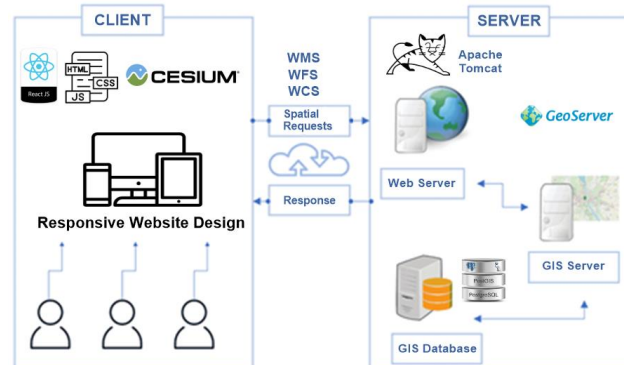 CLIENT
SERVER
React JS
HTML
CSS
JS
CESIUM
Responsive Website Design
WMS
WFS
WCS
Spatial
Requests
Response
Apache
Tomcat
GeoServer
Web Server
GIS Server
PostGIS
PostgreSQL
GIS Database